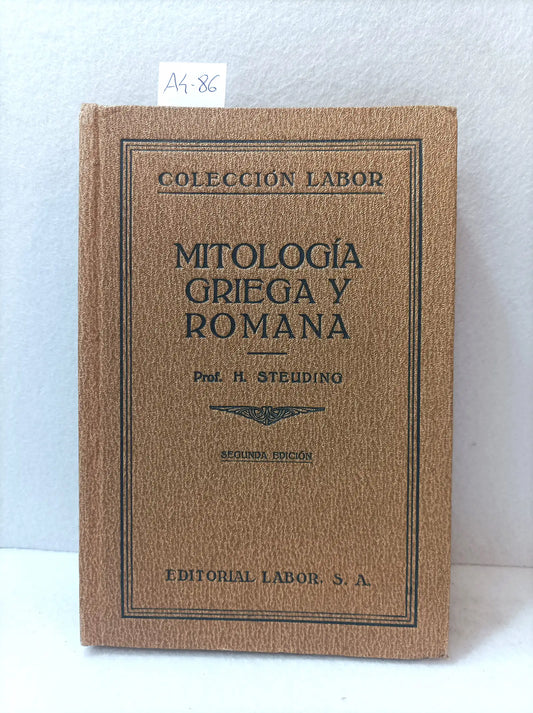 A4-86
COLECCIÓN LABOR
MITOLOGÍA
GRIEGA Y
ROMANA
Prof. H. STEUDING
SEGUNDA EDICIÓN
EDITORIAL LABOR, S. A.